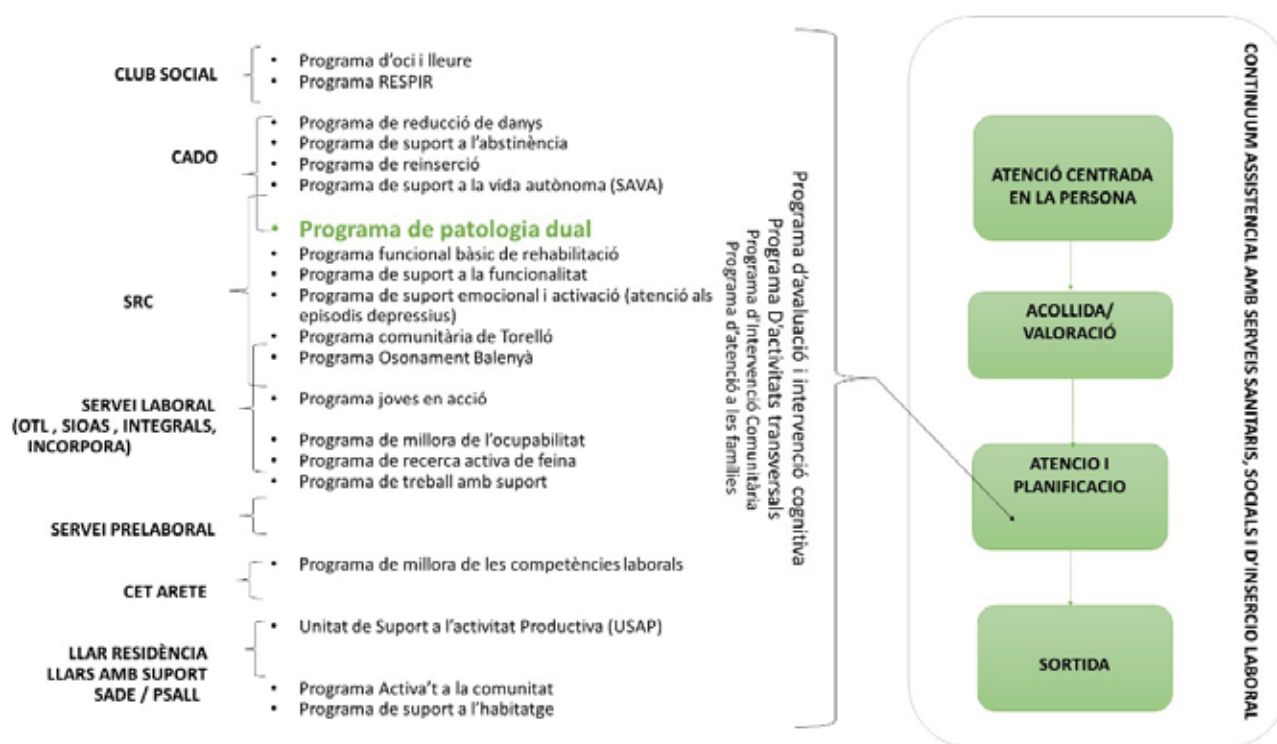 CLUB SOCIAL
• Programa d'oci i lleure
• Programa RESPIR
CADO
• Programa de reducció de danys
• Programa de suport a l'abstinència
• Programa de reinserció
• Programa de suport a la vida autònoma (SAVA)
• Programa de patologia dual
SRC
• Programa funcional bàsic de rehabilitació
• Programa de suport a la funcionalitat
• Programa de suport emocional i activació (atenció als
episodis depressius)
• Programa comunitària de Torelló
• Programa Osonament Balenyà
SERVEI LABORAL
(OTL , SIOAS , INTEGRALS,
INCORPORA)
• Programa joves en acció
• Programa de millora de l'ocupabilitat
• Programa de recerca activa de feina
• Programa de treball amb suport
SERVEI PRELABORAL
CET ARETE
• Programa de millora de les competències laborals
LLAR RESIDÈNCIA
LLARS AMB SUPORT
SADE / PSALL
• Unitat de Suport a l'activitat Productiva (USAP)
• Programa Activa't a la comunitat
• Programa de suport a l'habitatge
Programa d'avaluació i intervenció cognitiva
Programa D'activitats transversals
Programa d'Intervenció Comunitària
Programa d'atenció a les famílies
ATENCIÓ CENTRADA
EN LA PERSONA
ACOLLIDA/
VALORACIÓ
ATENCIO I
PLANIFICACIO
SORTIDA
CONTINUUM ASSISTENCIAL AMB SERVEIS SANITARIS, SOCIALS I D'INSERCIO LABORAL